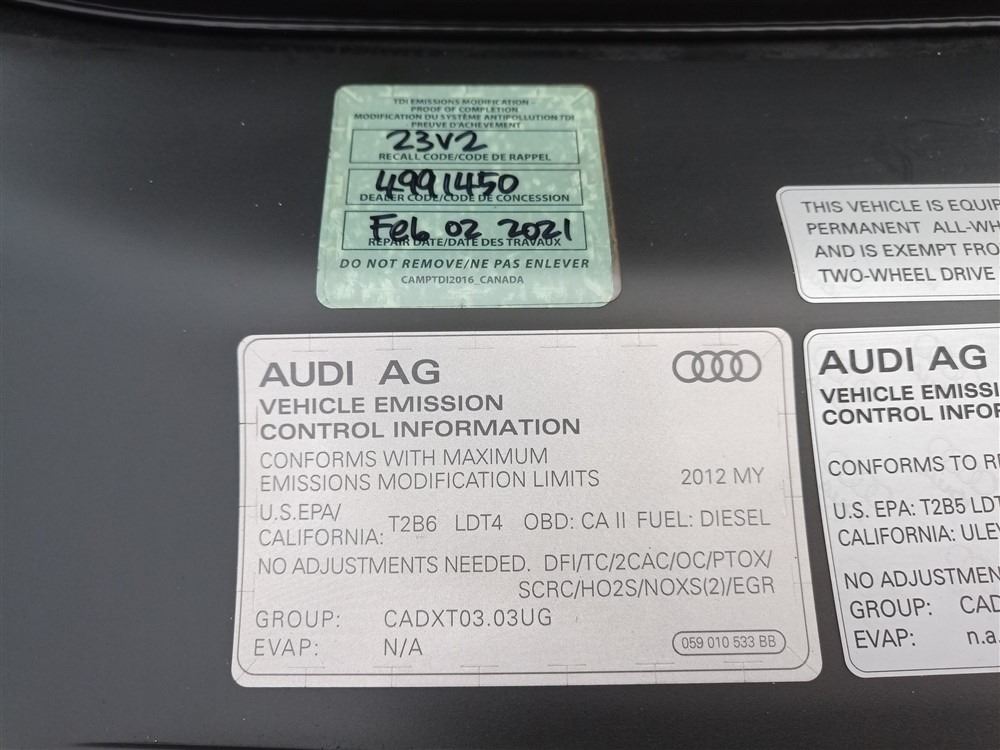 TDI EMISSIONS MODIFICATION -
PROOF OF COMPLETION
MODIFICATION DU SYSTÈME ANTIPOLLUTION TDI
PREUVE D'ACHÈVEMENT
23V2
RECALL CODE/CODE DE RAPPEL
4991450
DEALER CODE/CODE DE CONCESSION
Feb 02 2021
REPAIR DATE/DATE DES TRAVAUX
DO NOT REMOVE/NE PAS ENLEVER
CAMPTDI2016_CANADA
THIS VEHICLE IS EQUIP
PERMANENT ALL-WH
AND IS EXEMPT FRO
TWO-WHEEL DRIVE
AUDI AG
VEHICLE EMISSION
CONTROL INFORMATION
CONFORMS WITH MAXIMUM
EMISSIONS MODIFICATION LIMITS 2012 MY
U.S.EPA/
CALIFORNIA: T2B6 LDT4 OBD: CA II FUEL: DIESEL
NO ADJUSTMENTS NEEDED. DFI/TC/2CAC/OC/PTOX/
SCRC/HO2S/NOXS(2)/EGR
GROUP: CADXT03.03UG
EVAP: N/A
059 010 533 BB
AUDI AG
VEHICLE EMISSI
CONTROL INFOR
CONFORMS TO RE
U.S. EPA: T2B5 LDT
CALIFORNIA: ULEV
NO ADJUSTMEN
GROUP: CAD
EVAP: n.a.